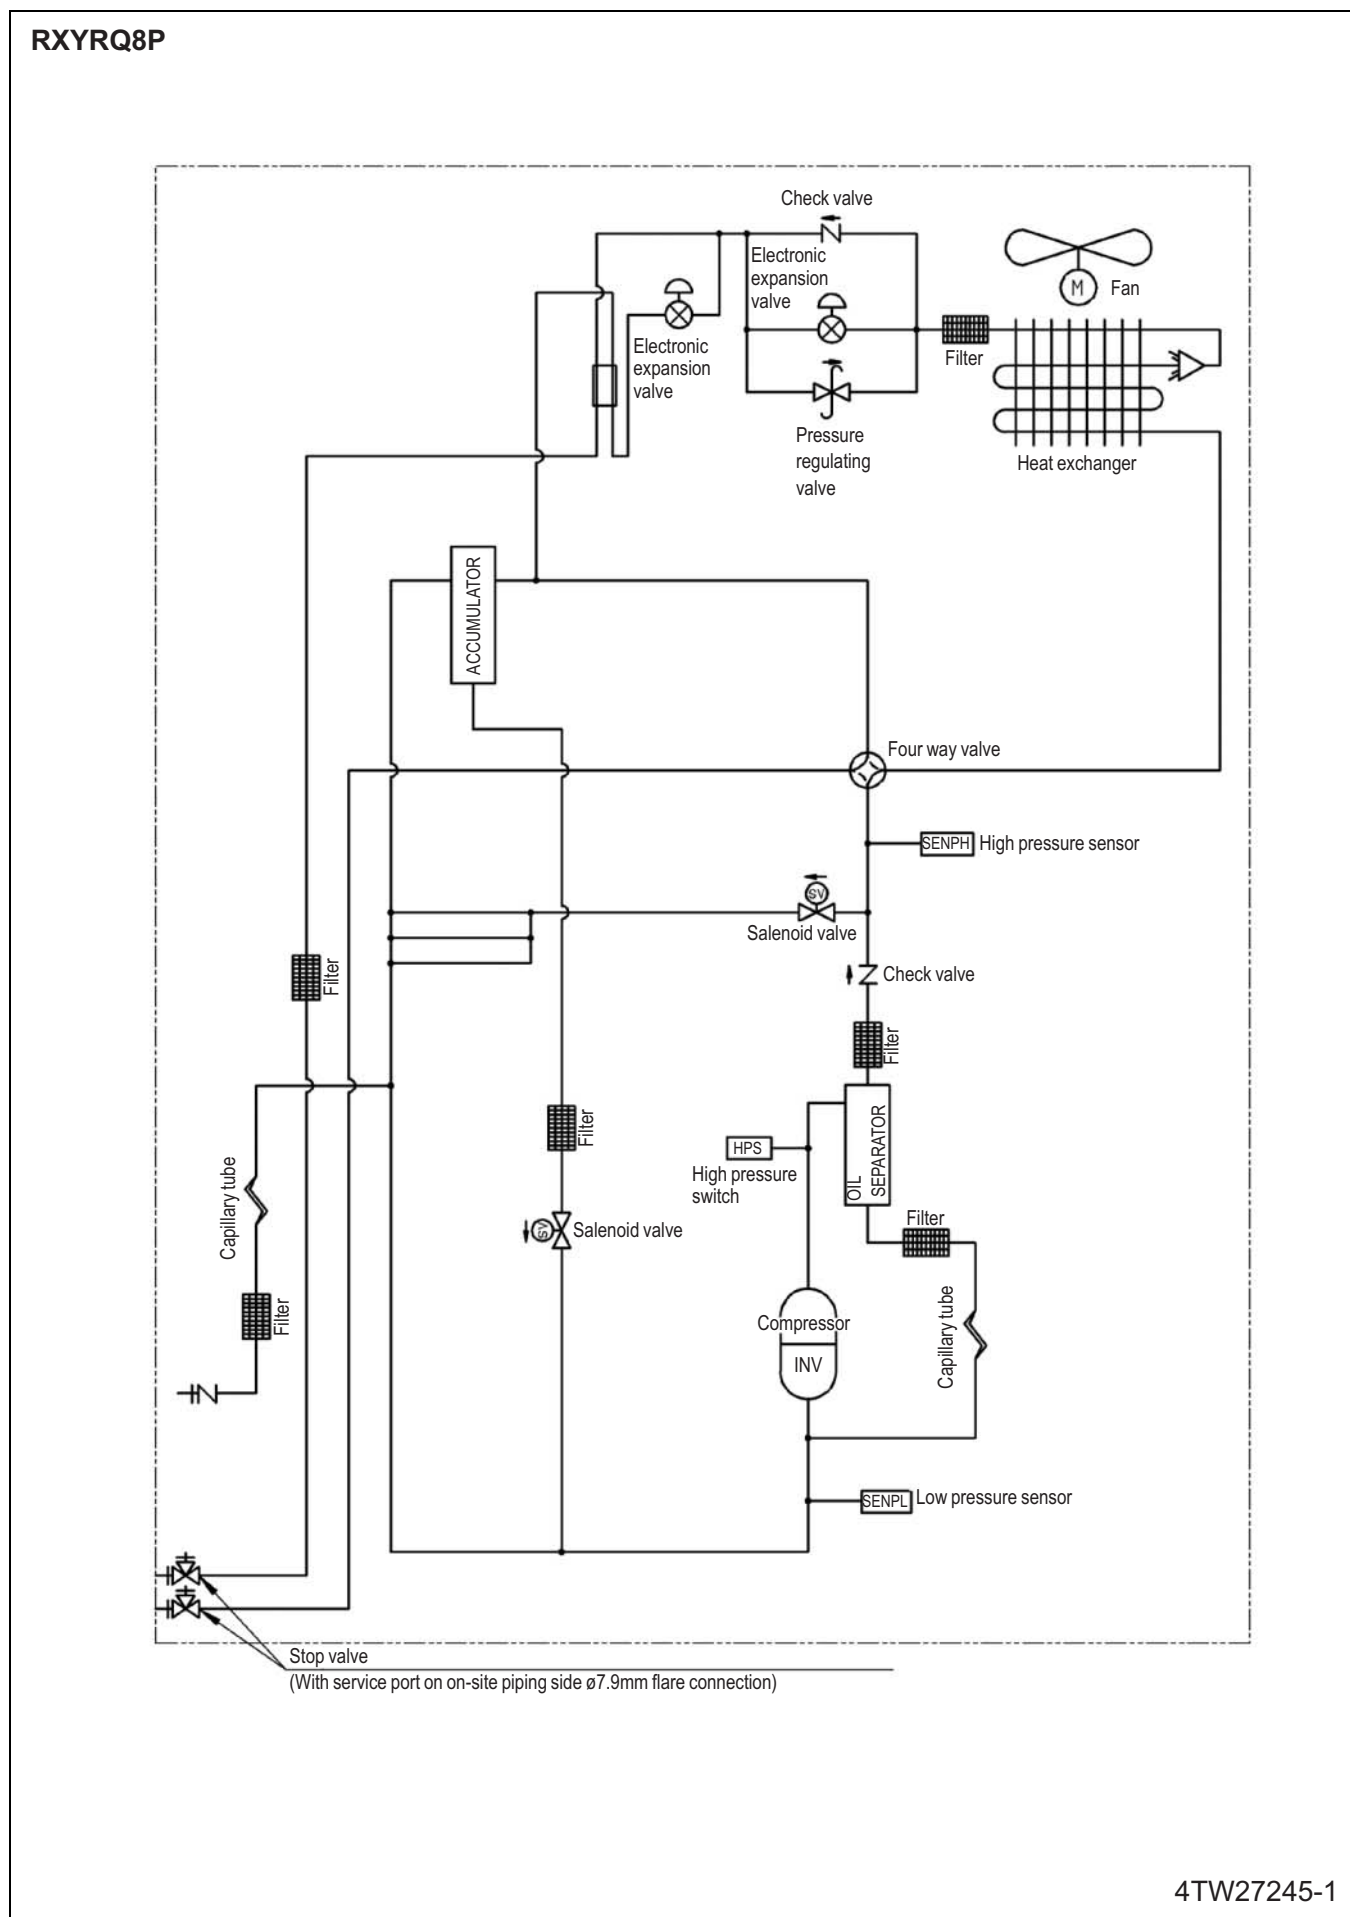 RXYRQ8P
Check valve
Electronic
expansion
valve
M
Fan
Electronic
expansion
valve
Filter
Pressure
regulating
valve
Heat exchanger
ACCUMULATOR
Four way valve
SENPH
High pressure sensor
SV
Salenoid valve
Filter
Check valve
Filter
Filter
HPS
High pressure
switch
OIL
SEPARATOR
Capillary tube
SV
Salenoid valve
Filter
Filter
Compressor
INV
Capillary tube
SENPL
Low pressure sensor
Stop valve
(With service port on on-site piping side ø7.9mm flare connection)
4TW27245-1